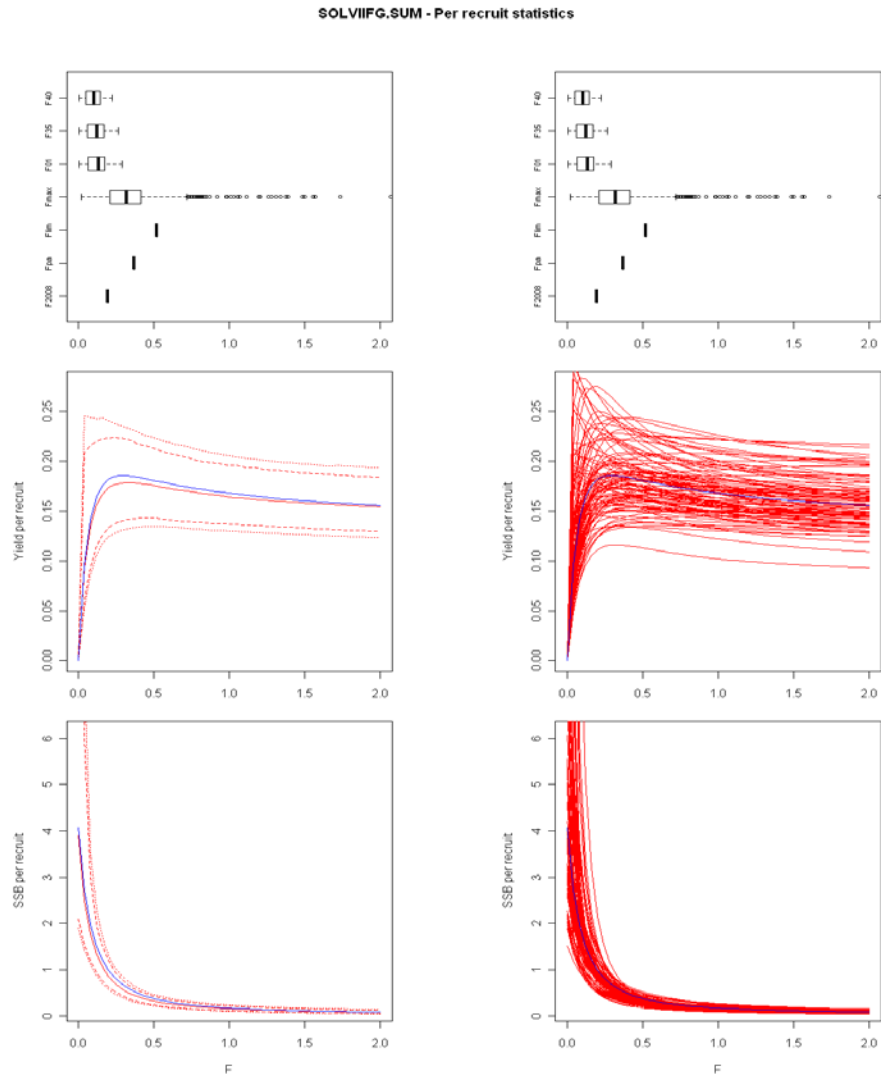 SOLVIIFG.SUM - Per recruit statistics
F40
F35
F01
Fmax
Flim
Fpa
F2008
0.0 0.5 1.0 1.5 2.0
F40
F35
F01
Fmax
Flim
Fpa
F2008
0.0 0.5 1.0 1.5 2.0
Yield per recruit
0.25
0.20
0.15
0.10
0.05
0.00
0.0 0.5 1.0 1.5 2.0
Yield per recruit
0.25
0.20
0.15
0.10
0.05
0.00
0.0 0.5 1.0 1.5 2.0
SSB per recruit
6
5
4
3
2
1
0
0.0 0.5 1.0 1.5 2.0
F
SSB per recruit
6
5
4
3
2
1
0
0.0 0.5 1.0 1.5 2.0
F